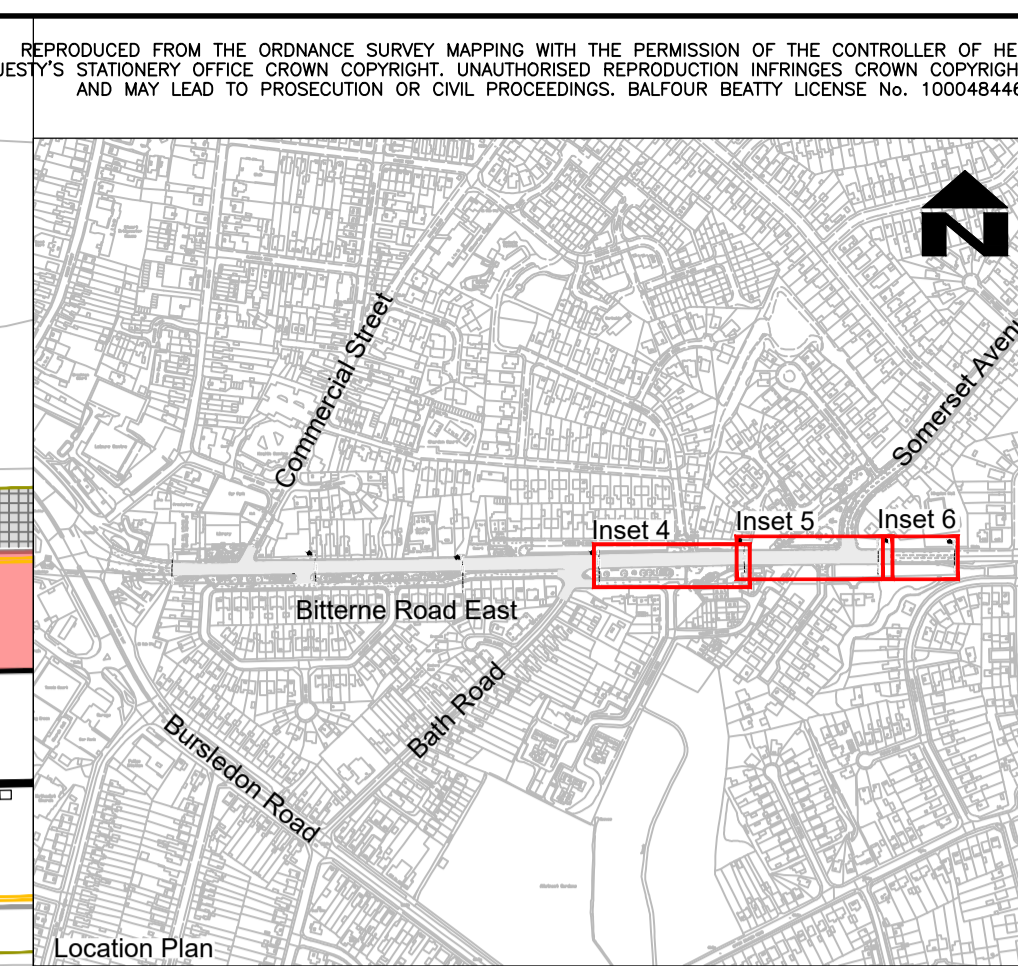 REPRODUCED FROM THE ORDNANCE SURVEY MAPPING WITH THE PERMISSION OF THE CONTROLLER OF HE
JESTY'S STATIONERY OFFICE CROWN COPYRIGHT. UNAUTHORISED REPRODUCTION INFRINGES CROWN COPYRIGH
AND MAY LEAD TO PROSECUTION OR CIVIL PROCEEDINGS. BALFOUR BEATTY LICENSE No. 100048446
N
Commercial Street
Somerset Avenu
Inset 4
Inset 5
Inset 6
Bitterne Road East
Bath Road
Bursledon Road
Location Plan